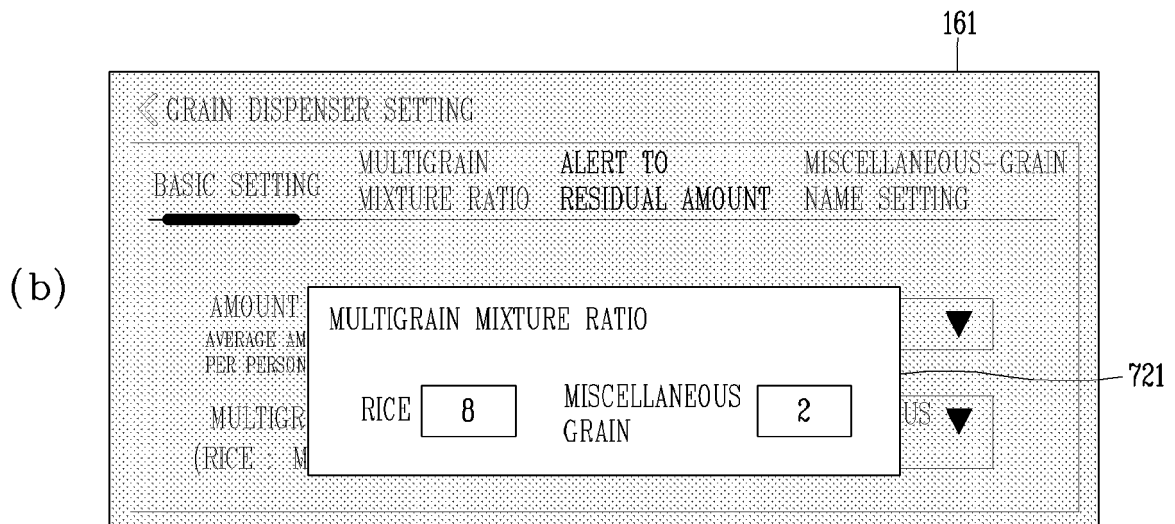 161
GRAIN DISPENSER SETTING
BASIC SETTING
MULTIGRAIN
MIXTURE RATIO
ALERT TO
RESIDUAL AMOUNT
MISCELLANEOUS-GRAIN
NAME SETTING
(b)
AMOUNT
AVERAGE AM
PER PERSON
MULTIGR
(RICE : M
US
MULTIGRAIN MIXTURE RATIO
RICE 8
MISCELLANEOUS
GRAIN
2
721